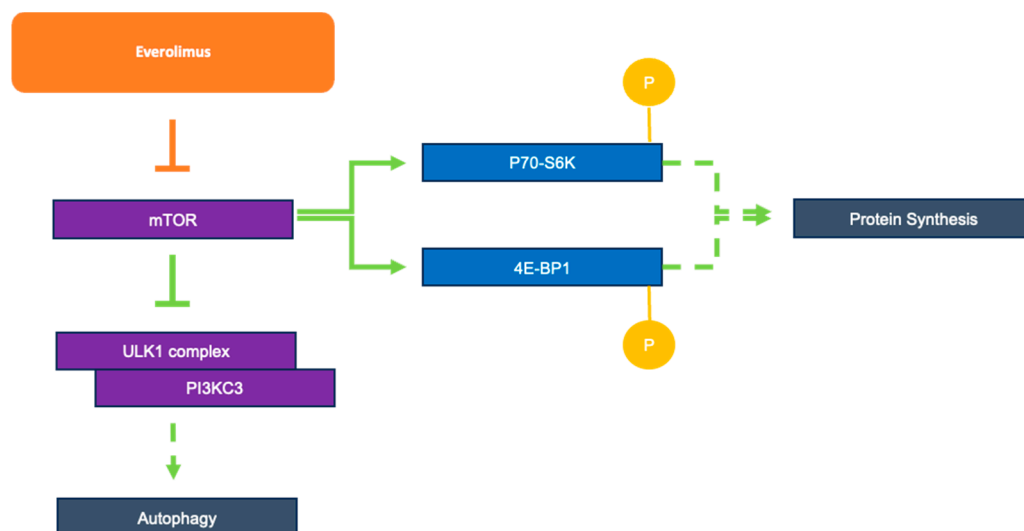 Everolimus
P
P70-S6K
mTOR
Protein Synthesis
4E-BP1
P
ULK1 complex
PI3KC3
Autophagy